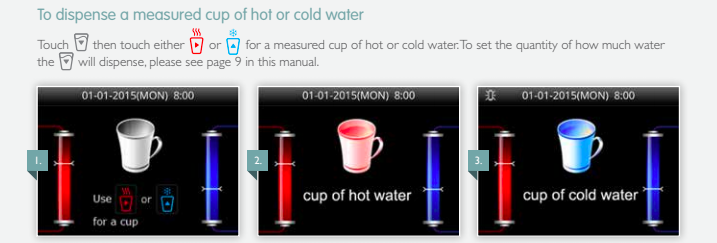 To dispense a measured cup of hot or cold water
Touch then touch either or for a measured cup of hot or cold water. To set the quantity of how much water
the will dispense, please see page 9 in this manual.
01-01-2015(MON) 8:00
1.
Use or
for a cup
01-01-2015(MON) 8:00
2.
cup of hot water
01-01-2015(MON) 8:00
3.
cup of cold water